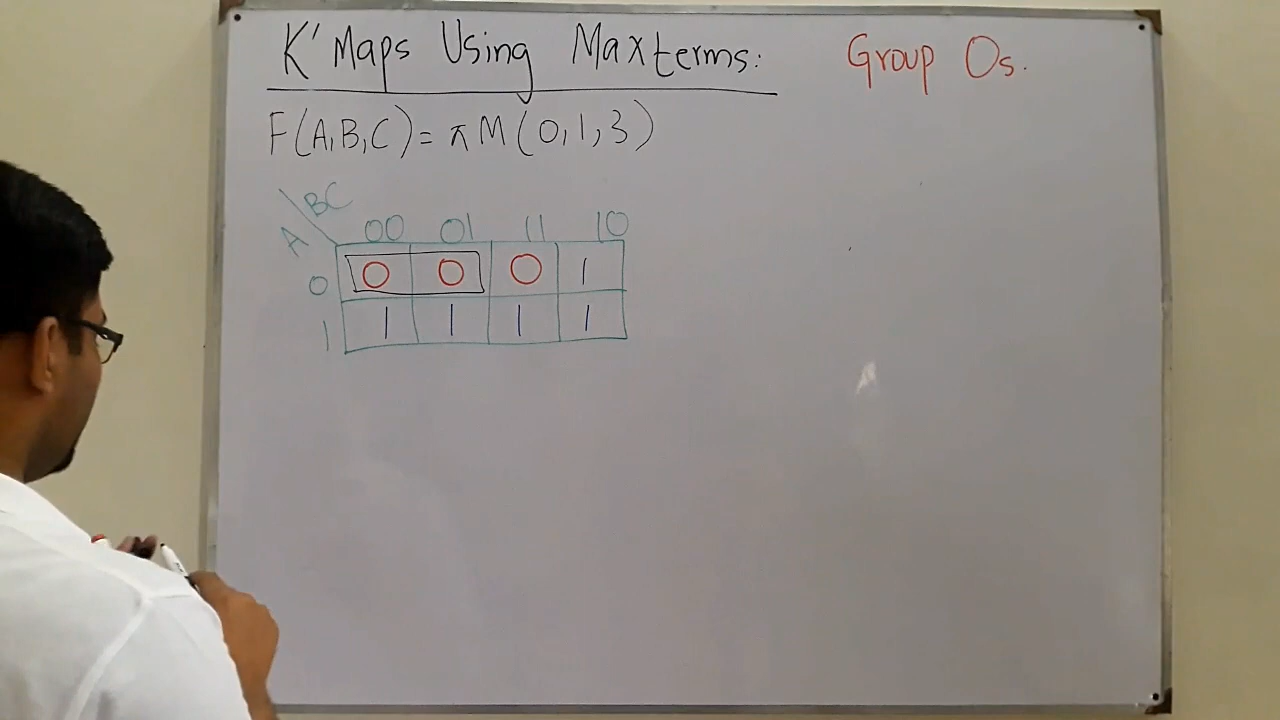 K' Maps Using Maxterms: Group 0s.
F(A,B,C) = πM(0,1,3)
BC
A
00 01 11 10
0 0 0 0 1
1 1 1 1 1